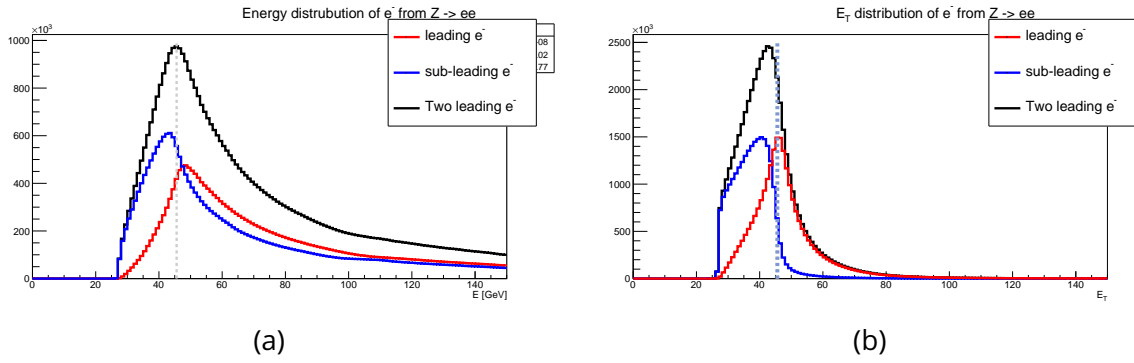 Energy distrubution of e⁻ from Z -> ee
×10³
leading e⁻
sub-leading e⁻
Two leading e⁻
08
02
77
1000
800
600
400
200
0
0 20 40 60 80 100 120 140
E [GeV]
(a)
E_T distribution of e⁻ from Z -> ee
×10³
leading e⁻
sub-leading e⁻
Two leading e⁻
2500
2000
1500
1000
500
0
0 20 40 60 80 100 120 140
E_T
(b)